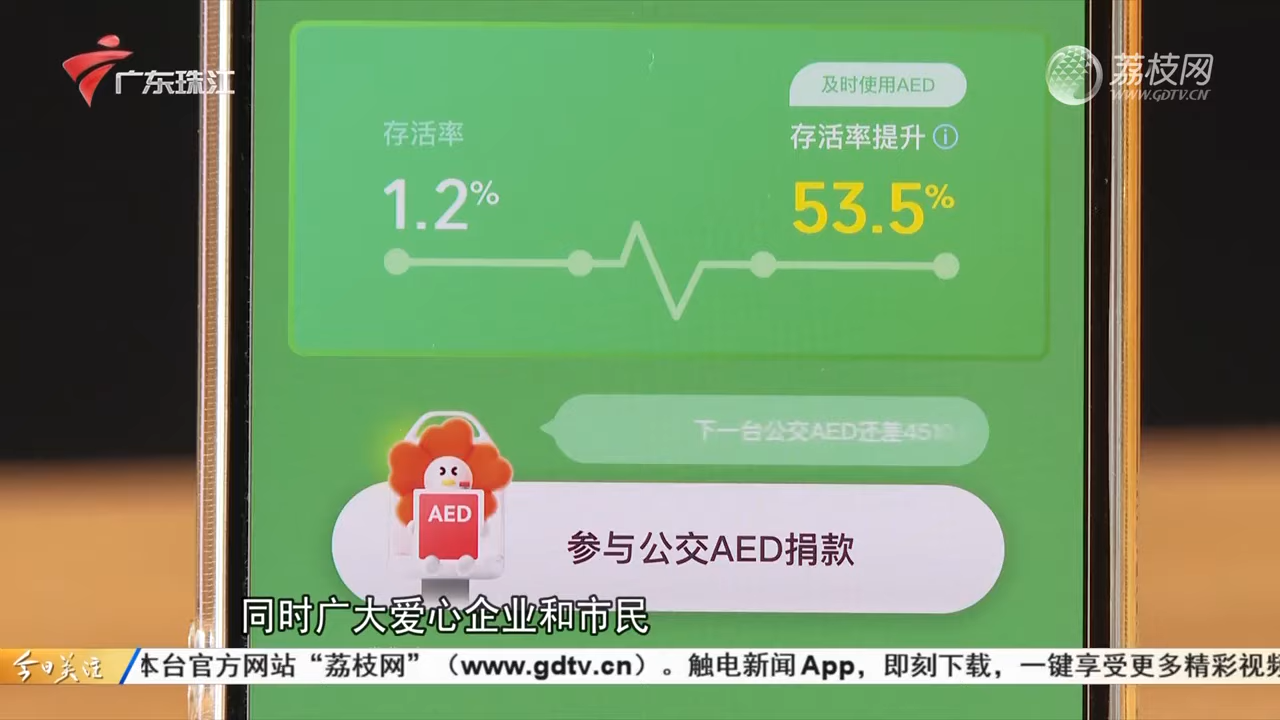 广东珠江
荔枝网
WWW.GDTV.CN
及时使用AED
存活率
存活率提升
1.2%
53.5%
下一台公交AED还差4510
AED
参与公交AED捐款
同时广大爱心企业和市民
今日关注
本台官方网站“荔枝网”（www.gdtv.cn）。触电新闻App，即刻下载，一键享受更多精彩视频